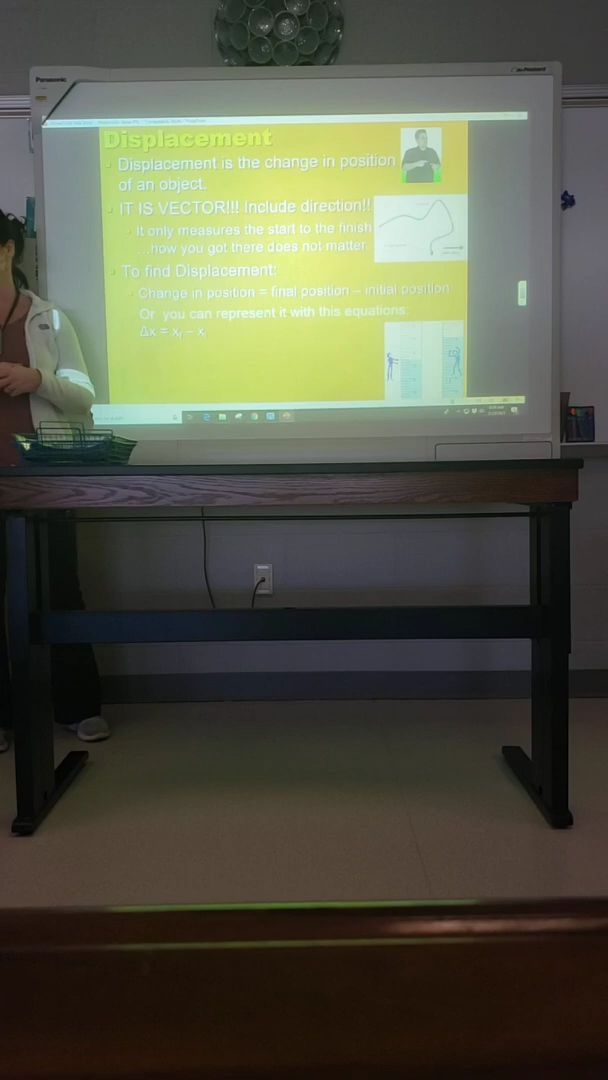 Panasonic
Displacement
Displacement is the change in position
of an object.
IT IS VECTOR!!! Include direction!!
It only measures the start to the finish
…how you got there does not matter.
To find Displacement:
Change in position = final position – initial position
Or you can represent it with this equations:
Δx = xf – xi